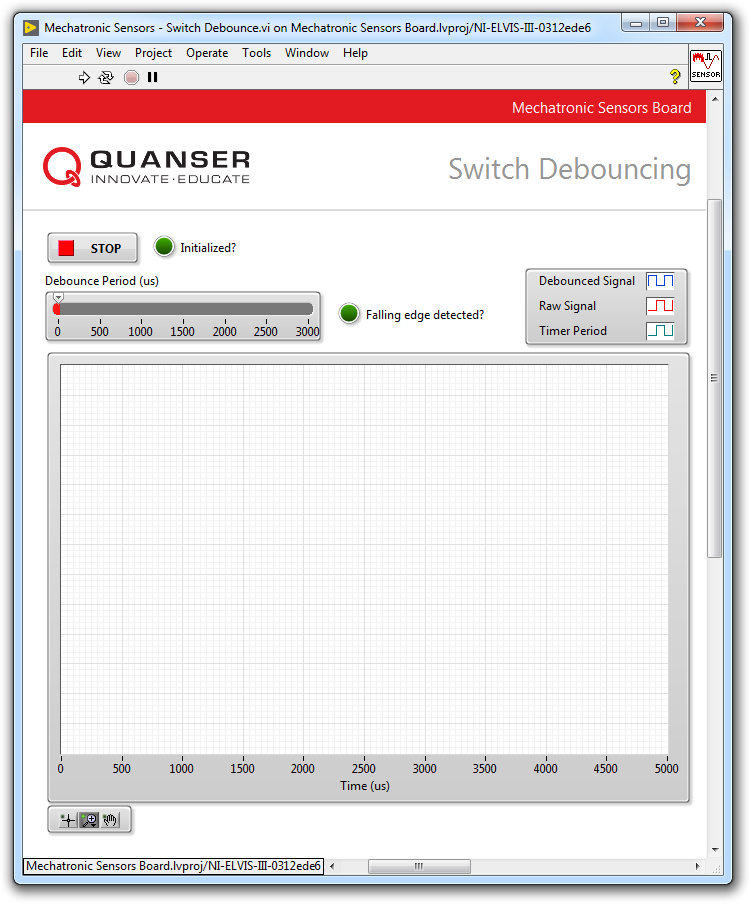 Mechatronic Sensors - Switch Debounce.vi on Mechatronic Sensors Board.lvproj/NI-ELVIS-III-0312ede6
File Edit View Project Operate Tools Window Help
?
SENSOR
Mechatronic Sensors Board
QUANSER
INNOVATE·EDUCATE
Switch Debouncing
STOP
Initialized?
Debounce Period (us)
0 500 1000 1500 2000 2500 3000
Falling edge detected?
Debounced Signal
Raw Signal
Timer Period
0 500 1000 1500 2000 2500 3000 3500 4000 4500 5000
Time (us)
Mechatronic Sensors Board.lvproj/NI-ELVIS-III-0312ede6